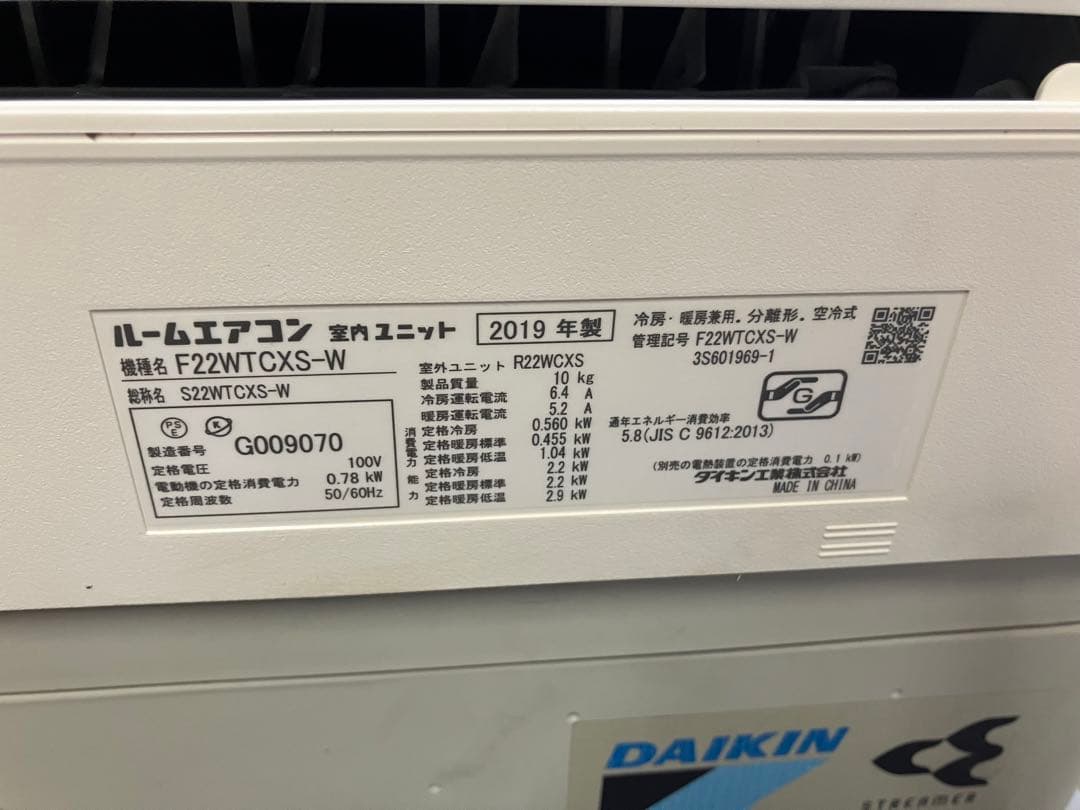 ルームエアコン 室内ユニット 2019 年製
機種名 F22WTCXS-W
総称名 S22WTCXS-W
PSE
製造番号 G009070
定格電圧 100V
電動機の定格消費電力 0.78 kW
定格周波数 50/60Hz
室外ユニット R22WCXS
製品質量 10 kg
冷房運転電流 6.4 A
暖房運転電流 5.2 A
消費電力 定格冷房 0.560 kW
定格暖房標準 0.455 kW
定格暖房低温 1.04 kW
能力 定格冷房 2.2 kW
定格暖房標準 2.2 kW
定格暖房低温 2.9 kW
冷房・暖房兼用。分離形。空冷式
管理記号 F22WTCXS-W
3S601969-1
G
通年エネルギー消費効率
5.8(JIS C 9612:2013)
(別売の電熱装置の定格消費電力 0.1 kW)
ダイキン工業株式会社
MADE IN CHINA
DAIKIN
STREAMER